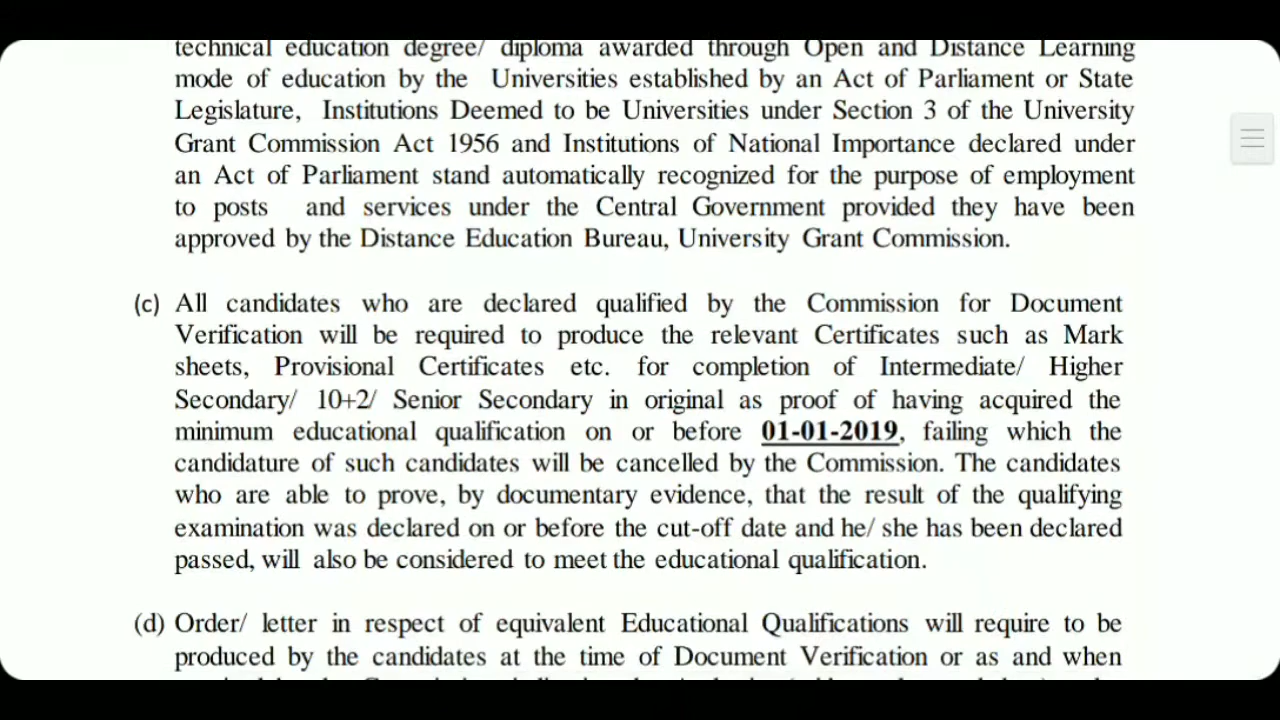 technical education degree/ diploma awarded through Open and Distance Learning
mode of education by the Universities established by an Act of Parliament or State
Legislature, Institutions Deemed to be Universities under Section 3 of the University
Grant Commission Act 1956 and Institutions of National Importance declared under
an Act of Parliament stand automatically recognized for the purpose of employment
to posts and services under the Central Government provided they have been
approved by the Distance Education Bureau, University Grant Commission.
(c) All candidates who are declared qualified by the Commission for Document
Verification will be required to produce the relevant Certificates such as Mark
sheets, Provisional Certificates etc. for completion of Intermediate/ Higher
Secondary/ 10+2/ Senior Secondary in original as proof of having acquired the
minimum educational qualification on or before 01-01-2019, failing which the
candidature of such candidates will be cancelled by the Commission. The candidates
who are able to prove, by documentary evidence, that the result of the qualifying
examination was declared on or before the cut-off date and he/ she has been declared
passed, will also be considered to meet the educational qualification.
(d) Order/ letter in respect of equivalent Educational Qualifications will require to be
produced by the candidates at the time of Document Verification or as and when